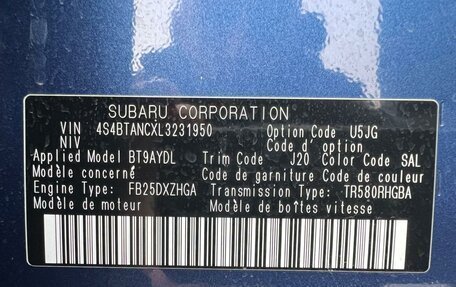 SUBARU CORPORATION
VIN 4S4BTANCXL3231950 Option Code U5JG
NIV Code d' option
Applied Model BT9AYDL Trim Code J20 Color Code SAL
Modèle concerné Code de garniture Code de couleur
Engine Type FB25DXZHGA Transmission Type TR580RHGBA
Modèle de moteur Modèle de boîtes vitesse